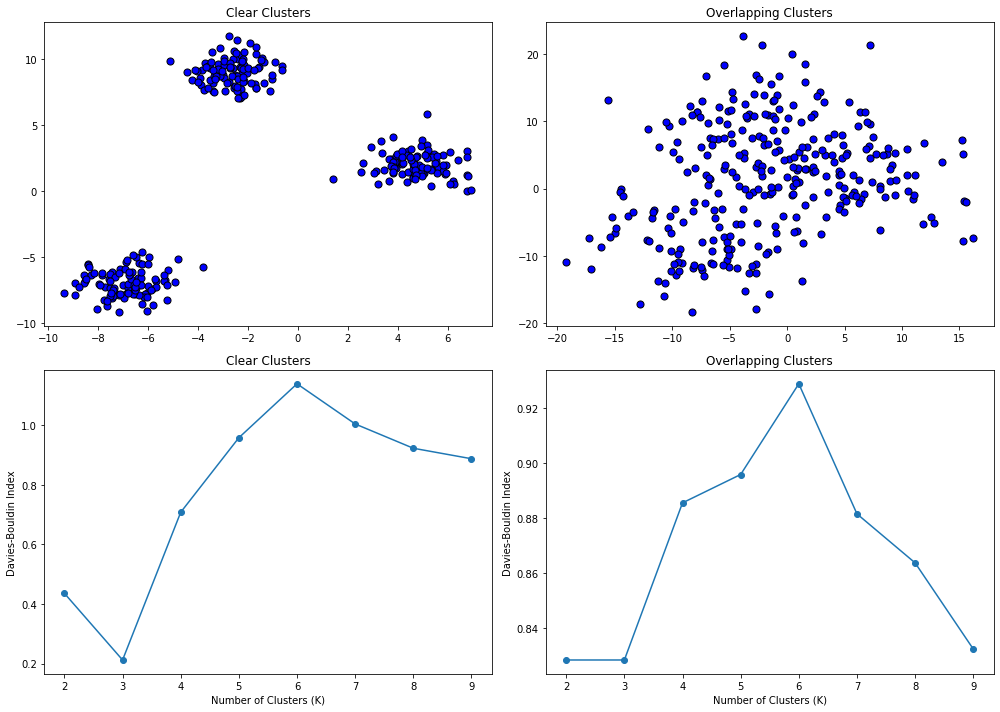 Clear Clusters
10
5
0
−5
−10
−10 −8 −6 −4 −2 0 2 4 6
Overlapping Clusters
20
10
0
−10
−20
−20 −15 −10 −5 0 5 10 15
Clear Clusters
Davies-Bouldin Index
1.0
0.8
0.6
0.4
0.2
2 3 4 5 6 7 8 9
Number of Clusters (K)
Overlapping Clusters
Davies-Bouldin Index
0.92
0.90
0.88
0.86
0.84
2 3 4 5 6 7 8 9
Number of Clusters (K)